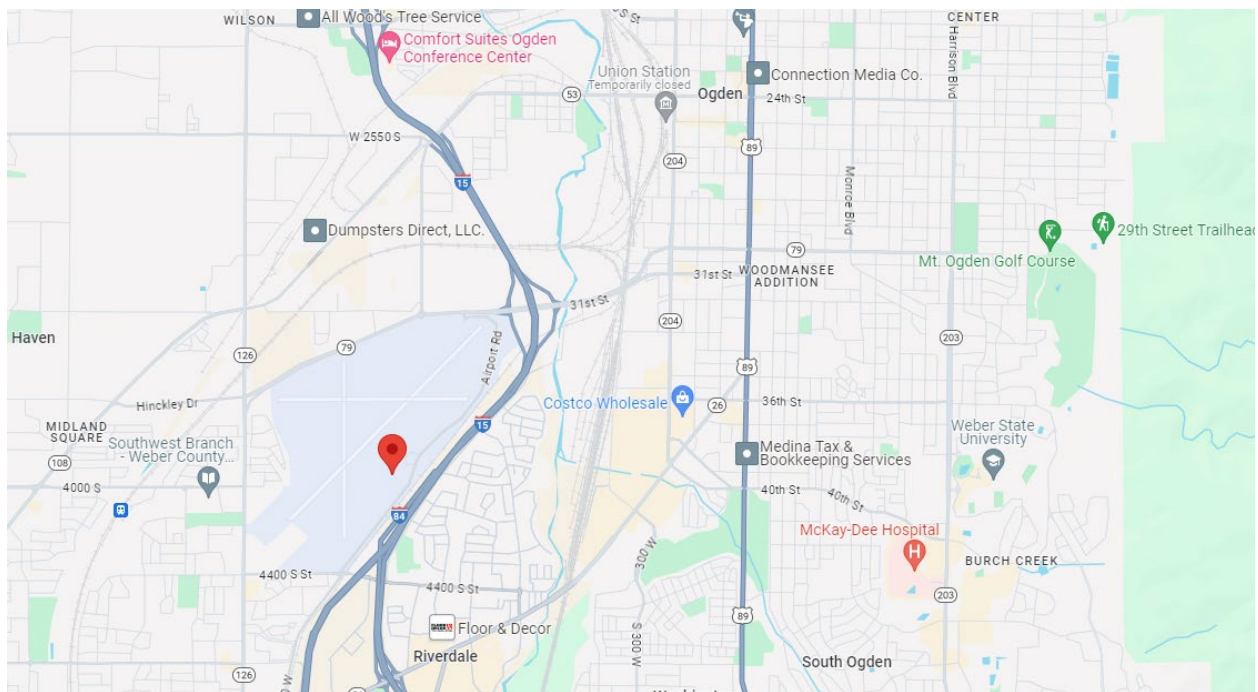 WILSON
All Wood's Tree Service
Comfort Suites Ogden
Conference Center
CENTER
Harrison Blvd
Union Station
Temporarily closed
Connection Media Co.
Ogden
24th St
53
W 2550 S
204
89
15
Monroe Blvd
Dumpsters Direct, LLC.
29th Street Trailhead
Mt. Ogden Golf Course
79
31st St
WOODMANSEE
ADDITION
31st St
204
Haven
79
126
Airport Rd
203
89
Hinckley Dr
Costco Wholesale
26
36th St
MIDLAND
SQUARE
15
Southwest Branch
- Weber County...
Weber State
University
Medina Tax &
Bookkeeping Services
108
4000 S
40th St
40th St
84
McKay-Dee Hospital
300 W
BURCH CREEK
4400 S St
4400 S St
203
89
Floor & Decor
S 300 W
Riverdale
South Ogden
126